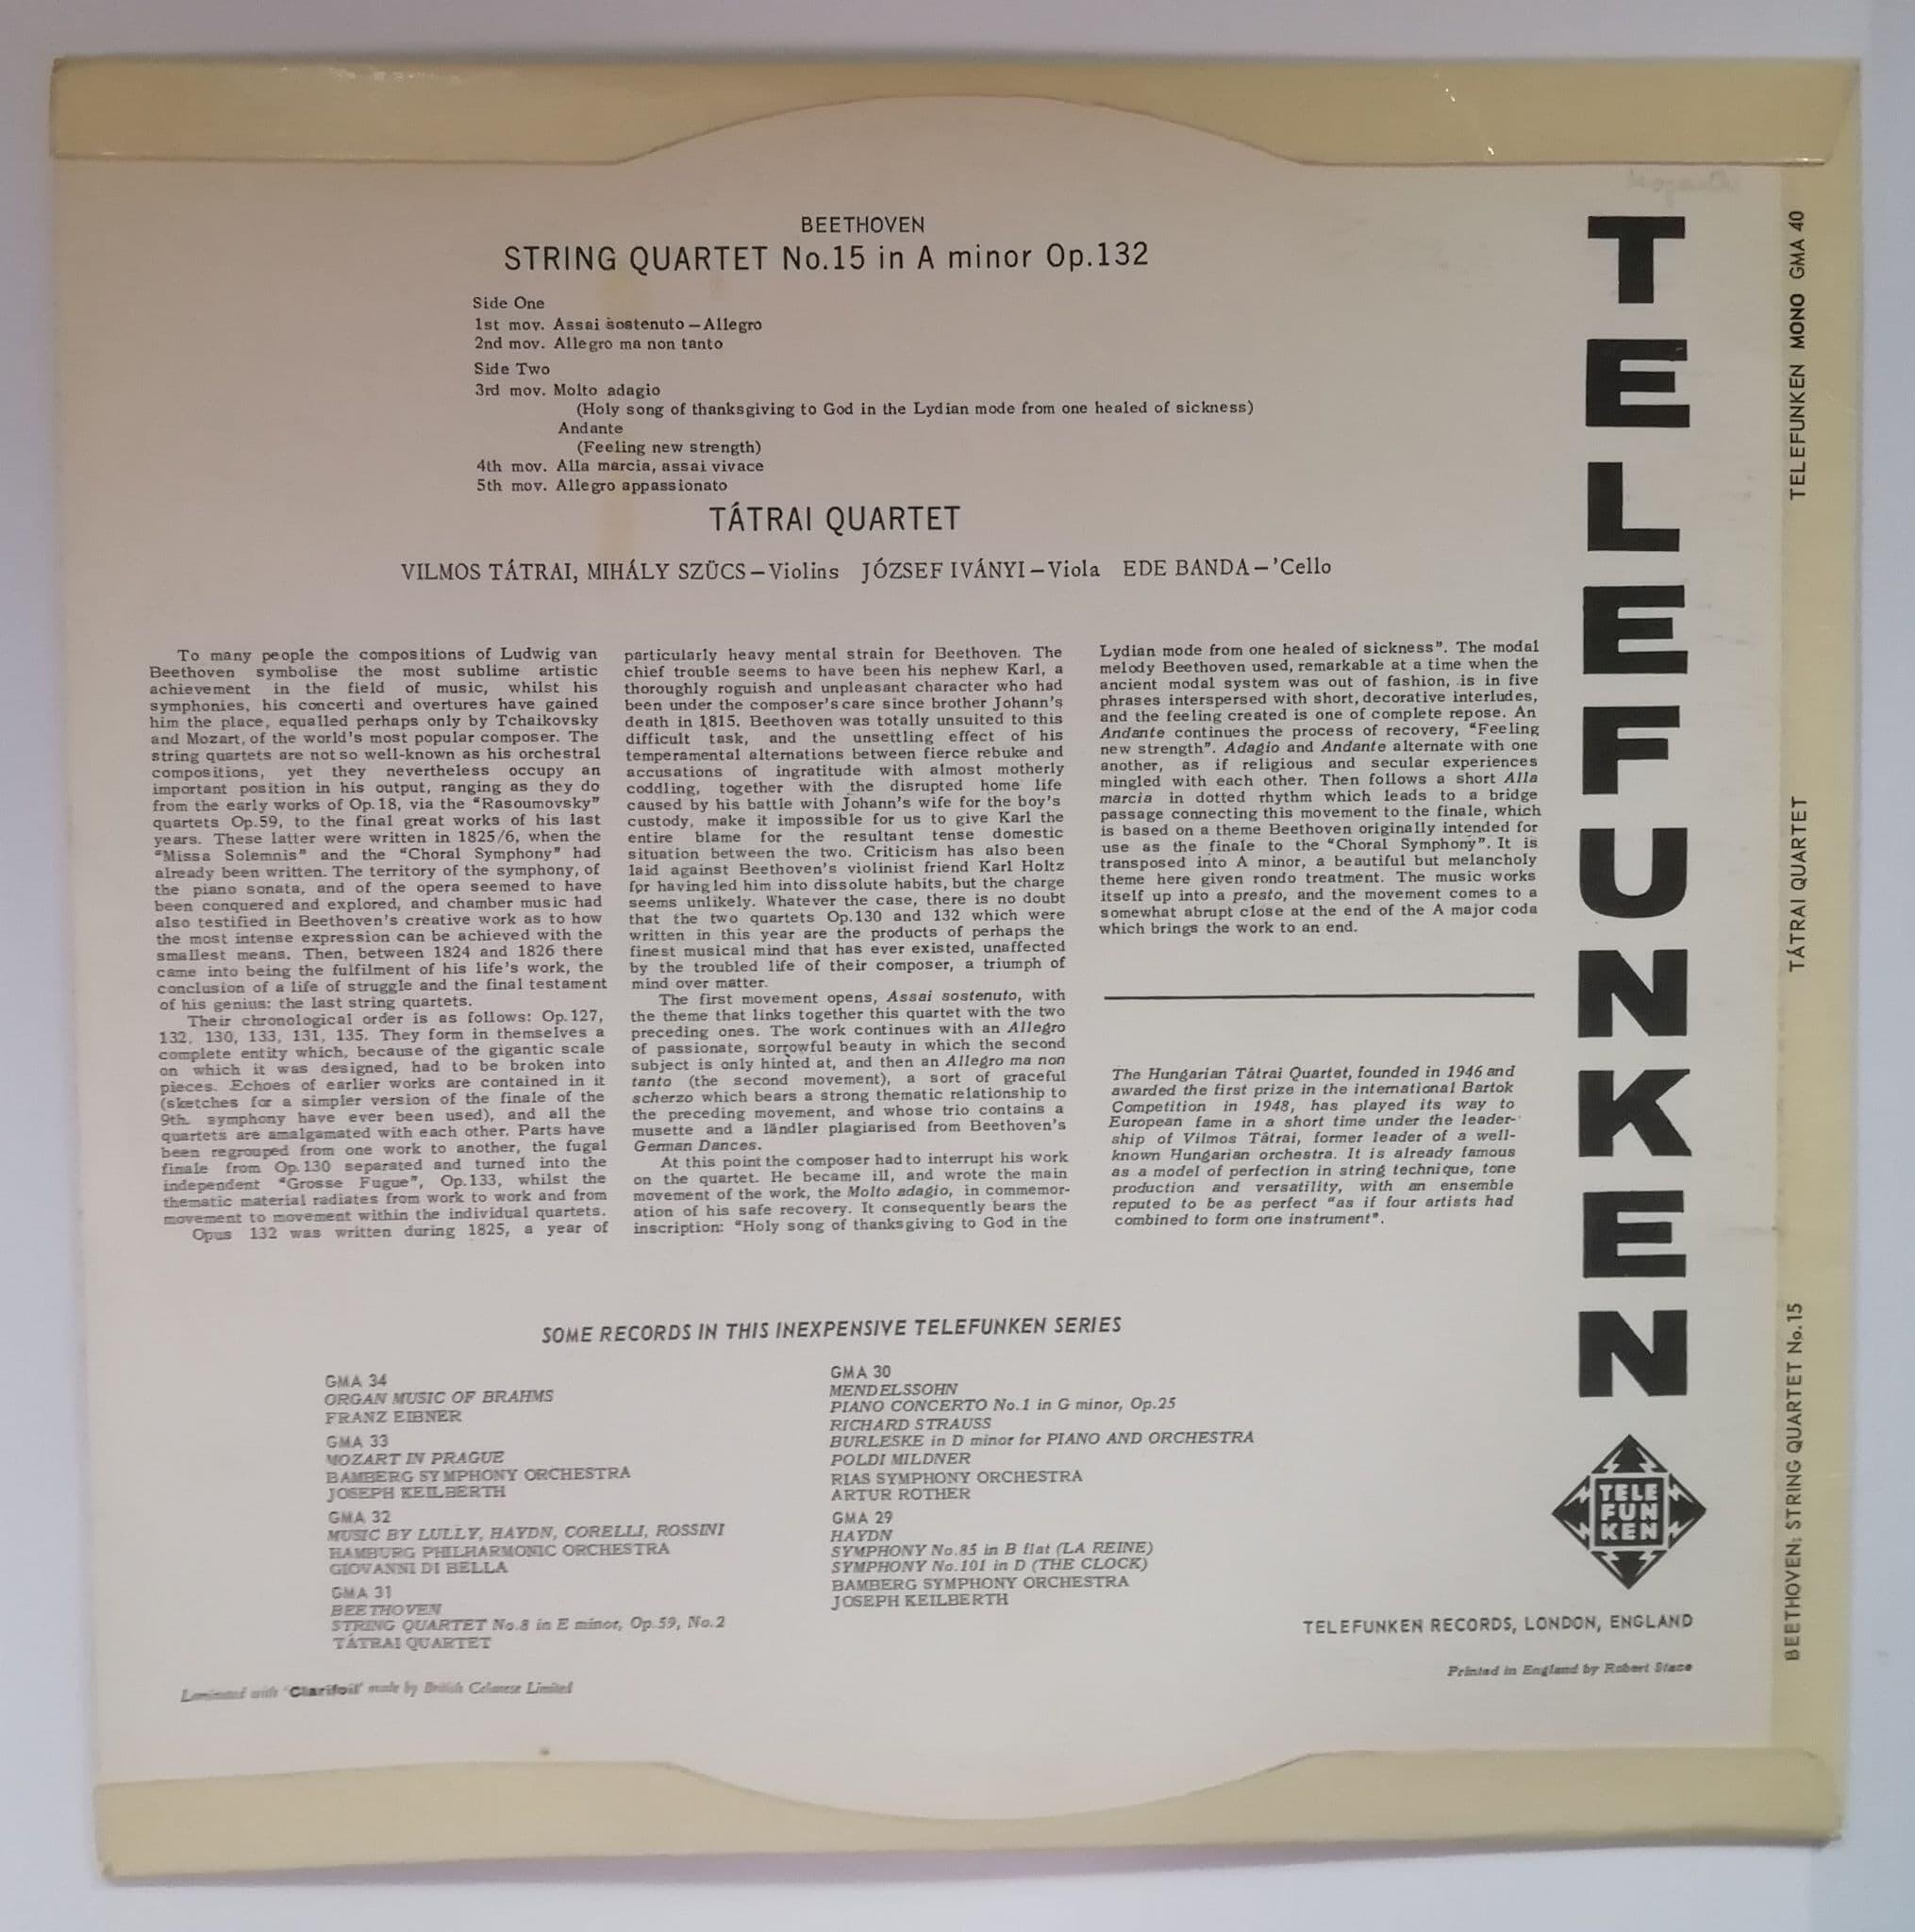 BEETHOVEN
STRING QUARTET No.15 in A minor Op.132
Side One
1st mov. Assai sostenuto – Allegro
2nd mov. Allegro ma non tanto
Side Two
3rd mov. Molto adagio
(Holy song of thanksgiving to God in the Lydian mode from one healed of sickness)
Andante
(Feeling new strength)
4th mov. Alla marcia, assai vivace
5th mov. Allegro appassionato
TÁTRAI QUARTET
VILMOS TÁTRAI, MIHÁLY SZÜCS – Violins JÓZSEF IVÁNYI – Viola EDE BANDA – 'Cello
To many people the compositions of Ludwig van
Beethoven symbolise the most sublime artistic
achievement in the field of music, whilst his
symphonies, his concerti and overtures have gained
him the place, equalled perhaps only by Tchaikovsky
and Mozart, of the world's most popular composer. The
string quartets are not so well-known as his orchestral
compositions, yet they nevertheless occupy an
important position in his output, ranging as they do
from the early works of Op.18, via the "Rasoumovsky"
quartets Op.59, to the final great works of his last
years. These latter were written in 1825/6, when the
"Missa Solemnis" and the "Choral Symphony" had
already been written. The territory of the symphony, of
the piano sonata, and of the opera seemed to have
been conquered and explored, and chamber music had
also testified in Beethoven's creative work as to how
the most intense expression can be achieved with the
smallest means. Then, between 1824 and 1826 there
came into being the fulfilment of his life's work, the
conclusion of a life of struggle and the final testament
of his genius: the last string quartets.
Their chronological order is as follows: Op.127,
132, 130, 133, 131, 135. They form in themselves a
complete entity which, because of the gigantic scale
on which it was designed, had to be broken into
pieces. Echoes of earlier works are contained in it
(sketches for a simpler version of the finale of the
9th. symphony have ever been used), and all the
quartets are amalgamated with each other. Parts have
been regrouped from one work to another, the fugal
finale from Op.130 separated and turned into the
independent "Grosse Fugue", Op.133, whilst the
thematic material radiates from work to work and from
movement to movement within the individual quartets.
Opus 132 was written during 1825, a year of
particularly heavy mental strain for Beethoven. The
chief trouble seems to have been his nephew Karl, a
thoroughly roguish and unpleasant character who had
been under the composer's care since brother Johann's
death in 1815. Beethoven was totally unsuited to this
difficult task, and the unsettling effect of his
temperamental alternations between fierce rebuke and
accusations of ingratitude with almost motherly
coddling, together with the disrupted home life
caused by his battle with Johann's wife for the boy's
custody, make it impossible for us to give Karl the
entire blame for the resultant tense domestic
situation between the two. Criticism has also been
laid against Beethoven's violinist friend Karl Holtz
for having led him into dissolute habits, but the charge
seems unlikely. Whatever the case, there is no doubt
that the two quartets Op.130 and 132 which were
written in this year are the products of perhaps the
finest musical mind that has ever existed, unaffected
by the troubled life of their composer, a triumph of
mind over matter.
The first movement opens, Assai sostenuto, with
the theme that links together this quartet with the two
preceding ones. The work continues with an Allegro
of passionate, sorrowful beauty in which the second
subject is only hinted at, and then an Allegro ma non
tanto (the second movement), a sort of graceful
scherzo which bears a strong thematic relationship to
the preceding movement, and whose trio contains a
musette and a ländler plagiarised from Beethoven's
German Dances.
At this point the composer had to interrupt his work
on the quartet. He became ill, and wrote the main
movement of the work, the Molto adagio, in commemor-
ation of his safe recovery. It consequently bears the
inscription: "Holy song of thanksgiving to God in the
Lydian mode from one healed of sickness". The modal
melody Beethoven used, remarkable at a time when the
ancient modal system was out of fashion, is in five
phrases interspersed with short, decorative interludes,
and the feeling created is one of complete repose. An
Andante continues the process of recovery, "Feeling
new strength". Adagio and Andante alternate with one
another, as if religious and secular experiences
mingled with each other. Then follows a short Alla
marcia in dotted rhythm which leads to a bridge
passage connecting this movement to the finale, which
is based on a theme Beethoven originally intended for
use as the finale to the "Choral Symphony". It is
transposed into A minor, a beautiful but melancholy
theme here given rondo treatment. The music works
itself up into a presto, and the movement comes to a
somewhat abrupt close at the end of the A major coda
which brings the work to an end.
The Hungarian Tátrai Quartet, founded in 1946 and
awarded the first prize in the international Bartok
Competition in 1948, has played its way to
European fame in a short time under the leader-
ship of Vilmos Tátrai, former leader of a well-
known Hungarian orchestra. It is already famous
as a model of perfection in string technique, tone
production and versatility, with an ensemble
reputed to be as perfect "as if four artists had
combined to form one instrument".
SOME RECORDS IN THIS INEXPENSIVE TELEFUNKEN SERIES
GMA 34
ORGAN MUSIC OF BRAHMS
FRANZ EIBNER
GMA 33
MOZART IN PRAGUE
BAMBERG SYMPHONY ORCHESTRA
JOSEPH KEILBERTH
GMA 32
MUSIC BY LULLY, HAYDN, CORELLI, ROSSINI
HAMBURG PHILHARMONIC ORCHESTRA
GIOVANNI DI BELLA
GMA 31
BEETHOVEN
STRING QUARTET No.8 in E minor, Op.59, No.2
TÁTRAI QUARTET
GMA 30
MENDELSSOHN
PIANO CONCERTO No.1 in G minor, Op.25
RICHARD STRAUSS
BURLESKE in D minor for PIANO AND ORCHESTRA
POLDI MILDNER
RIAS SYMPHONY ORCHESTRA
ARTUR ROTHER
GMA 29
HAYDN
SYMPHONY No.85 in B flat (LA REINE)
SYMPHONY No.101 in D (THE CLOCK)
BAMBERG SYMPHONY ORCHESTRA
JOSEPH KEILBERTH
Laminated with 'Clarifoil' made by British Celanese Limited
TELEFUNKEN
TELE
FUN
KEN
TELEFUNKEN RECORDS, LONDON, ENGLAND
Printed in England by Robert Stace
TELEFUNKEN MONO GMA 40
TÁTRAI QUARTET
BEETHOVEN: STRING QUARTET No.15